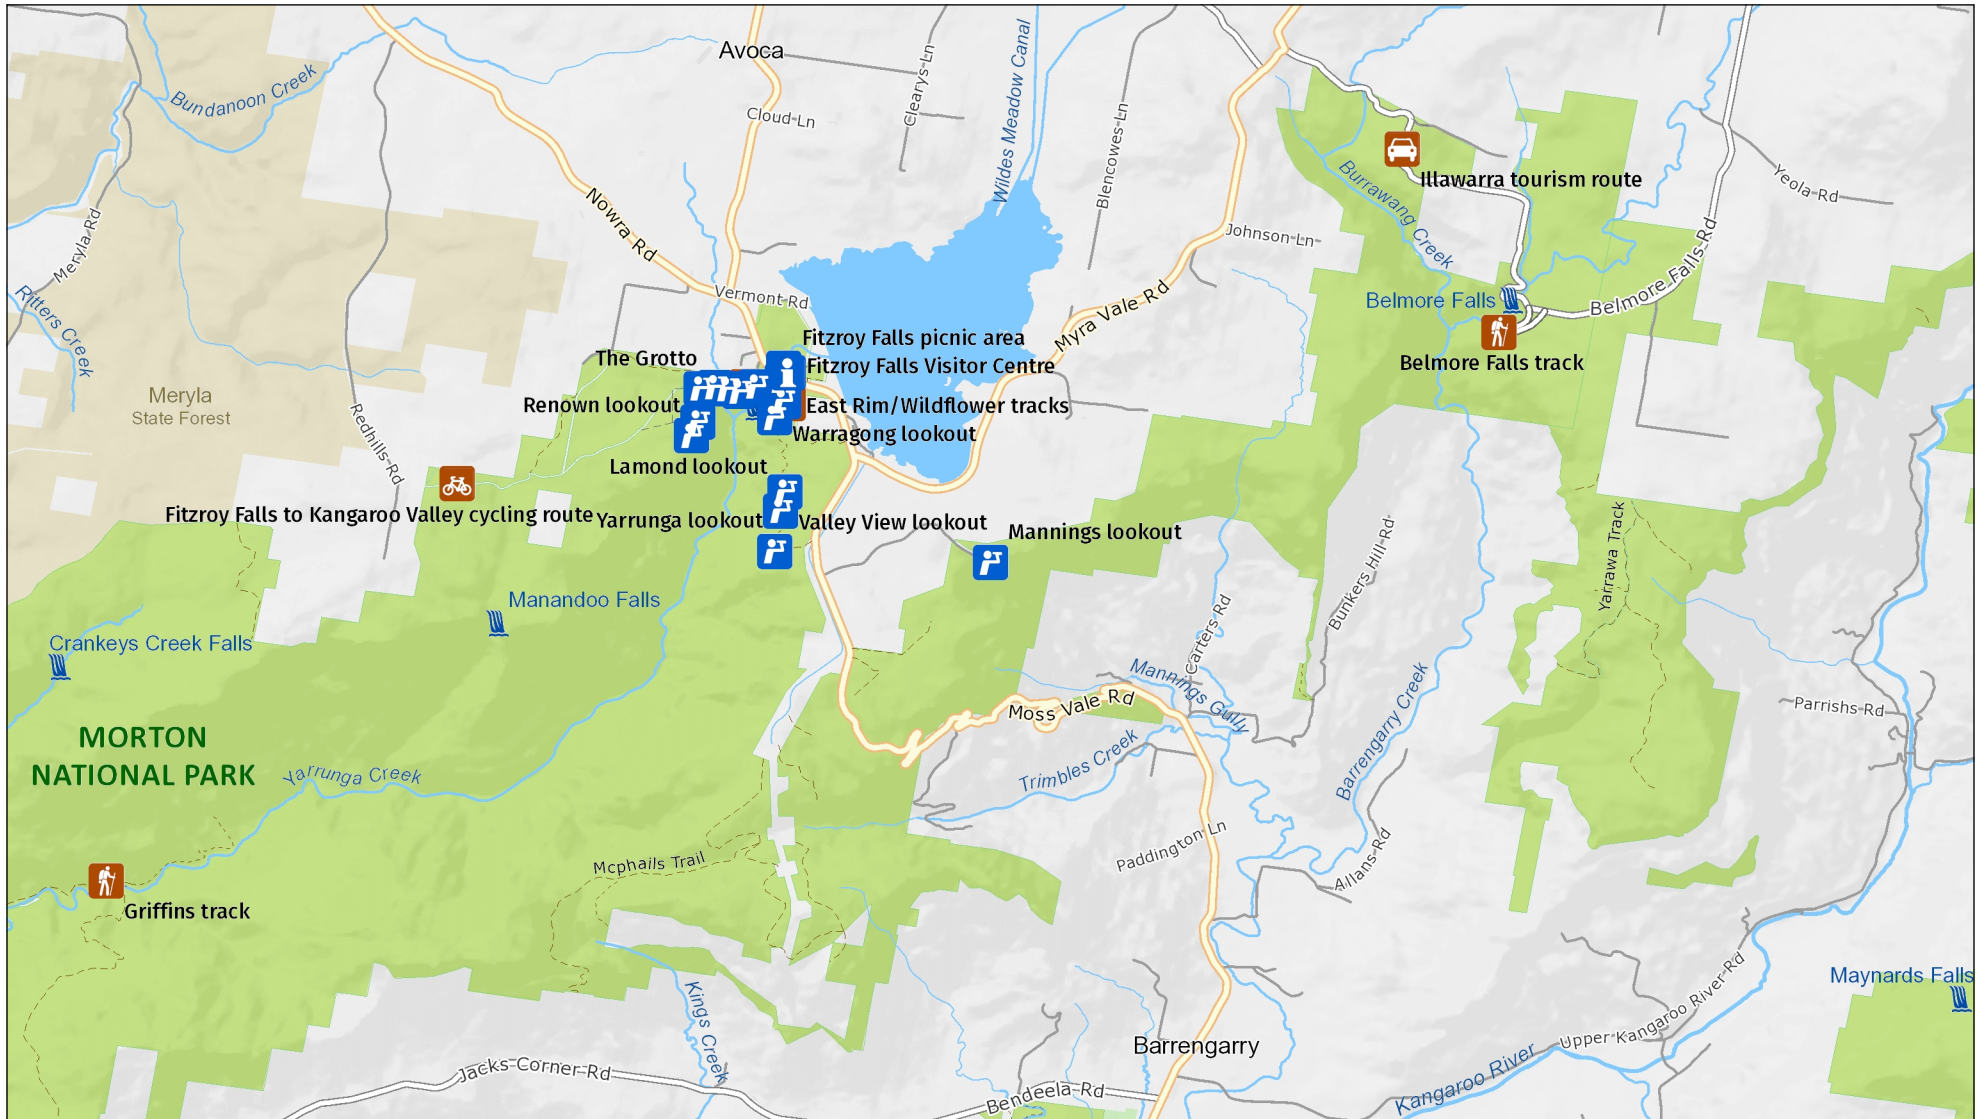 Avoca
Bundanoon Creek
Cloud Ln
Clearys Ln
Wildes Meadow Canal
Blencowes Ln
Burrawang Creek
Illawarra tourism route
Yeola Rd
Meryla Rd
Nowra Rd
Johnson Ln
Ritters Creek
Vermont Rd
Myra Vale Rd
Belmore Falls
Belmore Falls Rd
Belmore Falls track
Meryla
State Forest
Redhills Rd
The Grotto
Fitzroy Falls picnic area
Fitzroy Falls Visitor Centre
Renown lookout
East Rim/Wildflower tracks
Warragong lookout
Lamond lookout
Fitzroy Falls to Kangaroo Valley cycling route
Yarrunga lookout
Valley View lookout
Mannings lookout
Yarrawa Track
Bunkers Hill Rd
Carters Rd
Manandoo Falls
Crankeys Creek Falls
Mannings Gully
Moss Vale Rd
Barrengarry Creek
Parrishs Rd
MORTON
NATIONAL PARK
Yarrunga Creek
Trimbles Creek
Paddington Ln
Allans Rd
Mcphails Trail
Griffins track
Kings Creek
Maynards Falls
Upper Kangaroo River Rd
Barrengarry
Jacks Corner Rd
Bendeela Rd
Kangaroo River